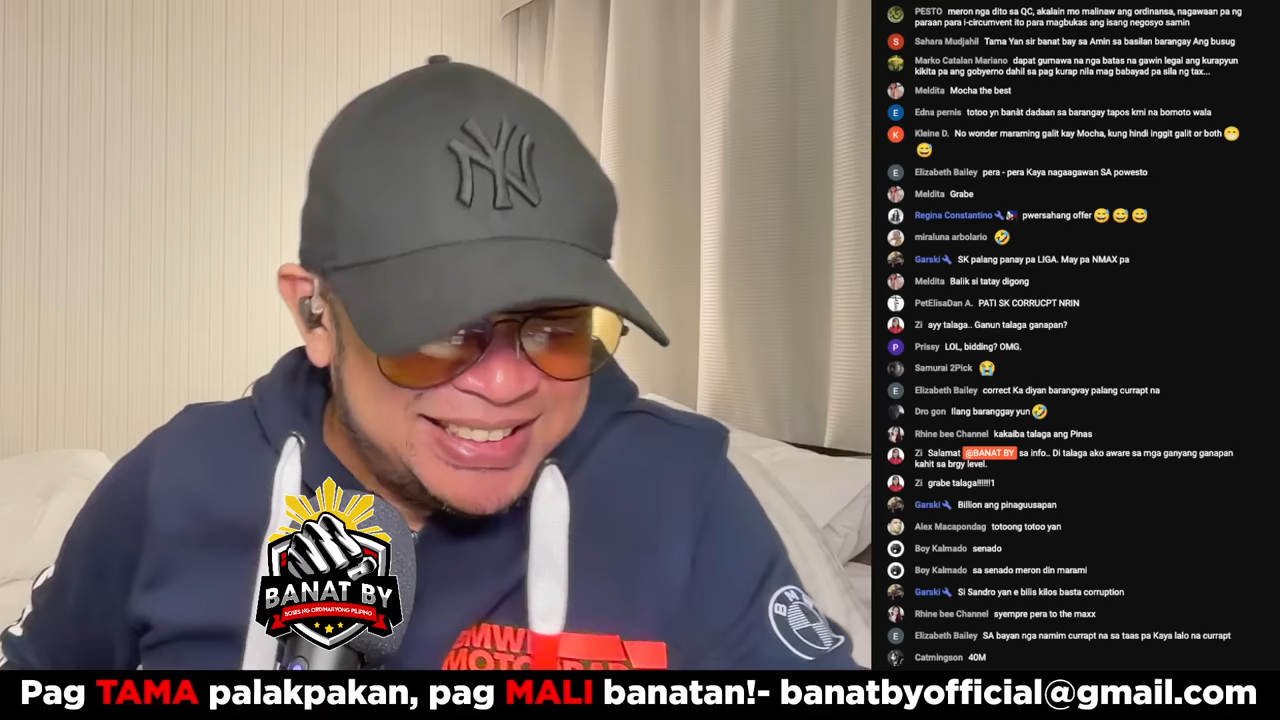 PESTO meron nga dito sa QC, akalain mo malinaw ang ordinansa, nagawaan pa ng
paraan para i-circumvent ito para magbukas ang isang negosyo samin
S Sahara Mudjahil Tama Yan sir banat bay sa Amin sa basilan barangay Ang busug
Marko Catalan Mariano dapat gumawa na nga batas na gawin legal ang kurapyun
kikita pa ang gobyerno dahil sa pag kurap nila mag babayad pa sila ng tax...
Meldita Mocha the best
E Edna pernis totoo yn banàt dadaan sa barangay tapos kmi na bomoto wala
K Kleine D. No wonder maraming galit kay Mocha, kung hindi inggit galit or both 😁
😅
E Elizabeth Bailey pera - pera Kaya nagaagawan SA powesto
Meldita Grabe
Regina Constantino pwersahang offer 😅 😅 😅
miraluna arbolario 🤣
Garski SK palang panay pa LIGA. May pa NMAX pa
Meldita Balik si tatay digong
PetElisaDan A. PATI SK CORRUCPT NRIN
Zi ayy talaga.. Ganun talaga ganapan?
P Prissy LOL, bidding? OMG.
Samurai 2Pick 😭
E Elizabeth Bailey correct Ka diyan barangvay palang currapt na
Dro gon Ilang baranggay yun 🤣
Rhine bee Channel kakaiba talaga ang Pinas
Zi Salamat @BANAT BY sa info.. Di talaga ako aware sa mga ganyang ganapan
kahit sa brgy level.
Zi grabe talaga!!!!!!1
Garski Billion ang pinaguusapan
Alex Macapondag totoong totoo yan
Boy Kalmado senado
Boy Kalmado sa senado meron din marami
Garski Si Sandro yan e bilis kilos basta corruption
Rhine bee Channel syempre pera to the maxx
E Elizabeth Bailey SA bayan nga namim currapt na sa taas pa Kaya lalo na currapt
Catmingson 40M
NY
BANAT BY
BOSES NG ORDINARYONG PILIPINO
BMW
MOTORRAD
Pag TAMA palakpakan, pag MALI banatan!- banatbyofficial@gmail.com